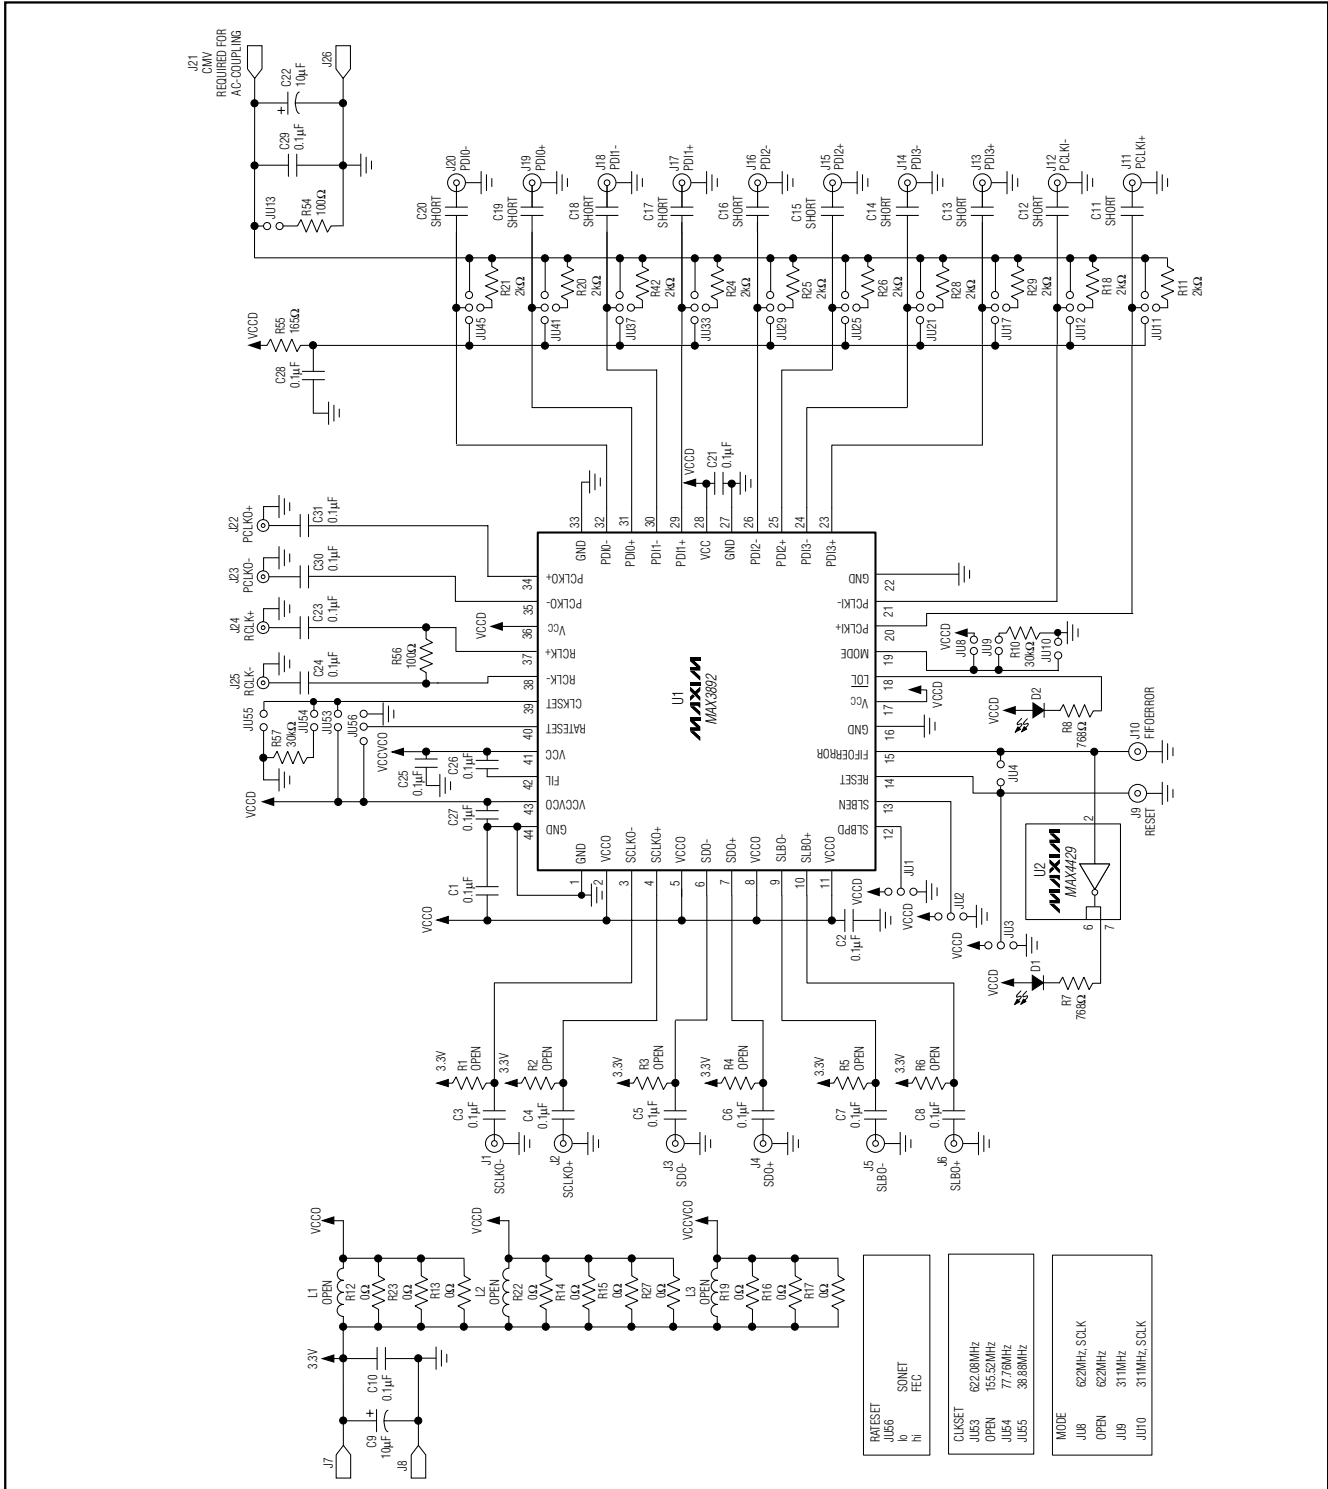 J21
CMV
REQUIRED FOR
AC-COUPLING
J26
C22
10µF
+
C29
0.1µF
JU13
R54
100Ω
J20
PDI0-
J19
PDI0+
J18
PDI1-
J17
PDI1+
J16
PDI2-
J15
PDI2+
J14
PDI3-
J13
PDI3+
J12
PCLKI-
J11
PCLKI+
C20
SHORT
C19
SHORT
C18
SHORT
C17
SHORT
C16
SHORT
C15
SHORT
C14
SHORT
C13
SHORT
C12
SHORT
C11
SHORT
R21
2kΩ
R20
2kΩ
R42
2kΩ
R24
2kΩ
R25
2kΩ
R26
2kΩ
R28
2kΩ
R29
2kΩ
R18
2kΩ
R11
2kΩ
JU45
JU41
JU37
JU33
JU29
JU25
JU21
JU17
JU12
JU11
VCCD
R55
165Ω
C28
0.1µF
VCCD
C21
0.1µF
J22
PCLKO+
J23
PCLKO-
J24
RCLK+
J25
RCLK-
C31
0.1µF
C30
0.1µF
C23
0.1µF
C24
0.1µF
VCCD
R56
100Ω
JU55
R57
30kΩ
JU54
JU53
JU56
VCCVCO
VCCD
C25
0.1µF
C26
0.1µF
C27
0.1µF
33
32
31
30
29
28
27
26
25
24
23
GND
PDI0-
PDI0+
PDI1-
PDI1+
VCC
GND
PDI2-
PDI2+
PDI3-
PDI3+
34
35
36
37
38
39
40
41
42
43
44
PCLKO+
PCLKO-
VCC
RCLK+
RCLK-
CLKSET
RATESET
VCC
FIL
VCCVCO
GND
U1
MAXIM
MAX3892
GND
PCLKI-
PCLKI+
MODE
LOL
VCC
GND
FIFOERROR
RESET
SLBEN
SLBPD
22
21
20
19
18
17
16
15
14
13
12
GND
VCCO
SCLKO-
SCLKO+
VCCO
SDO-
SDO+
VCCO
SLBO-
SLBO+
VCCO
1
2
3
4
5
6
7
8
9
10
11
VCCD
JU8
JU9
R10
30kΩ
JU10
VCCD
VCCD
D2
R8
768Ω
J10
FIFOERROR
JU4
J9
RESET
VCCD
JU1
VCCD
JU2
VCCD
JU3
2
U2
MAXIM
MAX4429
6
7
VCCD
D1
R7
768Ω
C1
0.1µF
VCCO
C2
0.1µF
3.3V
R1
OPEN
3.3V
R2
OPEN
3.3V
R3
OPEN
3.3V
R4
OPEN
3.3V
R5
OPEN
3.3V
R6
OPEN
C3
0.1µF
C4
0.1µF
C5
0.1µF
C6
0.1µF
C7
0.1µF
C8
0.1µF
J1
SCLKO-
J2
SCLKO+
J3
SDO-
J4
SDO+
J5
SLBO-
J6
SLBO+
VCCO
VCCD
VCCVCO
L1
OPEN
R12
0Ω
R23
0Ω
R13
0Ω
L2
OPEN
R22
0Ω
R14
0Ω
R15
0Ω
R27
0Ω
L3
OPEN
R19
0Ω
R16
0Ω
R17
0Ω
3.3V
C10
0.1µF
C9
10µF
+
J7
J8
RATESET
JU56
lo SONET
hi FEC
CLKSET
JU53 622.08MHz
OPEN 155.52MHz
JU54 77.76MHz
JU55 38.88MHz
MODE
JU8 622MHz, SCLK
OPEN 622MHz
JU9 311MHz
JU10 311MHz, SCLK